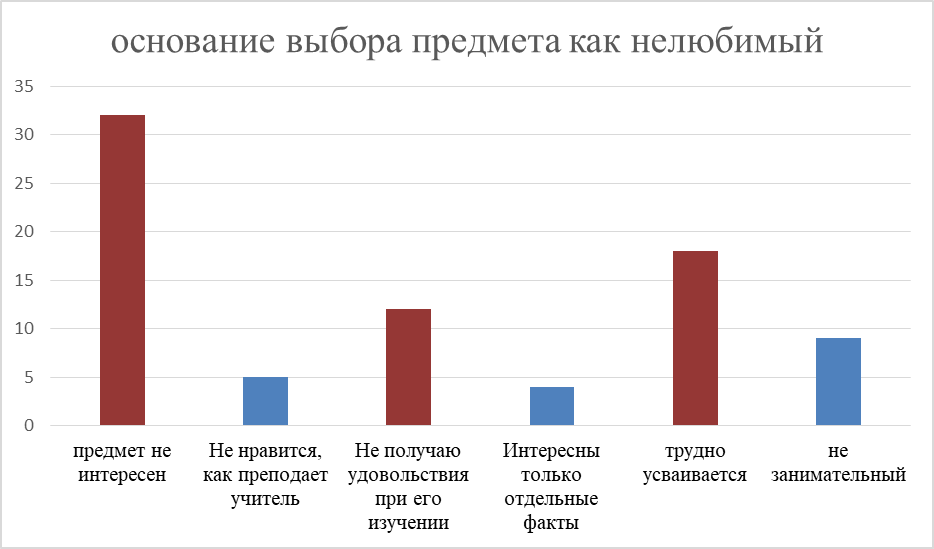 основание выбора предмета как нелюбимый
35
30
25
20
15
10
5
0
предмет не
интересен
Не нравится,
как преподает
учитель
Не получаю
удовольствия
при его
изучении
Интересны
только
отдельные
факты
трудно
усваивается
не
занимательный